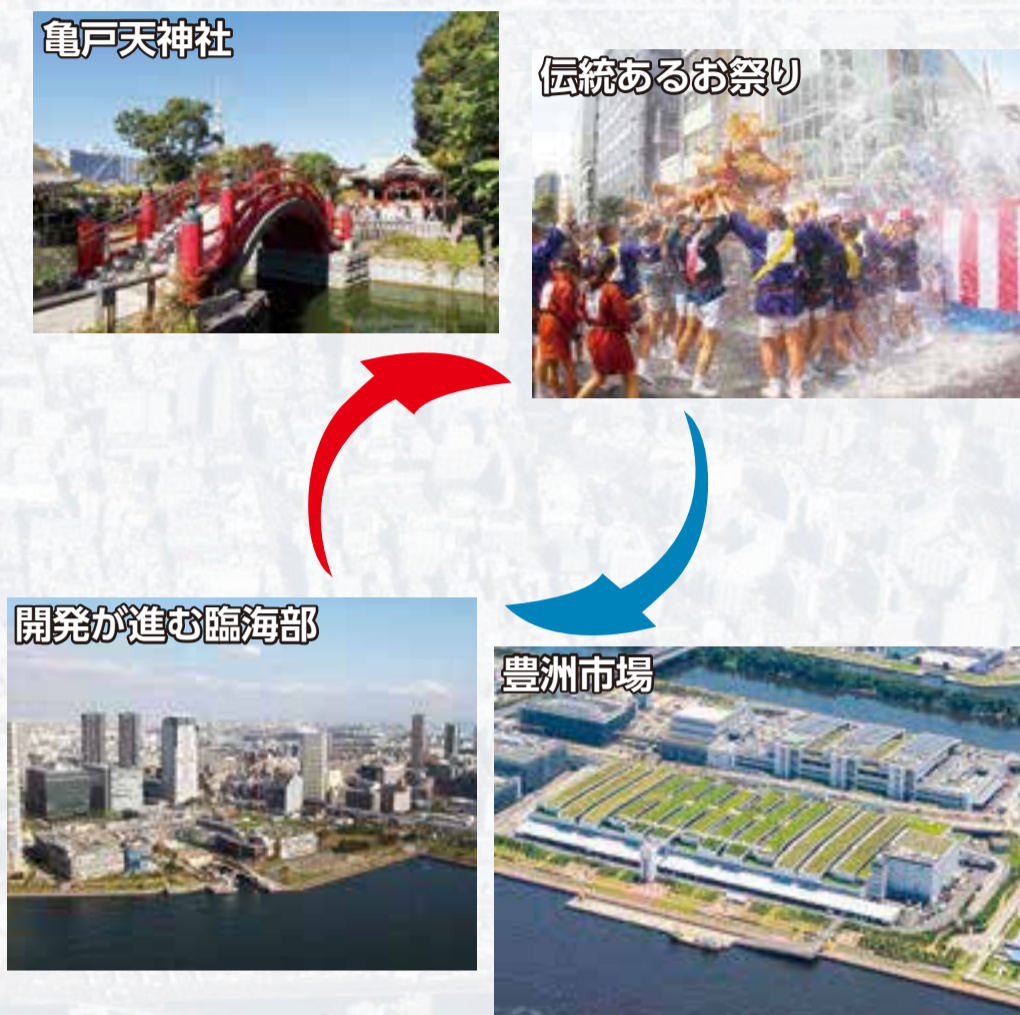 亀戸天神社
伝統あるお祭り
開発が進む臨海部
豊洲市場